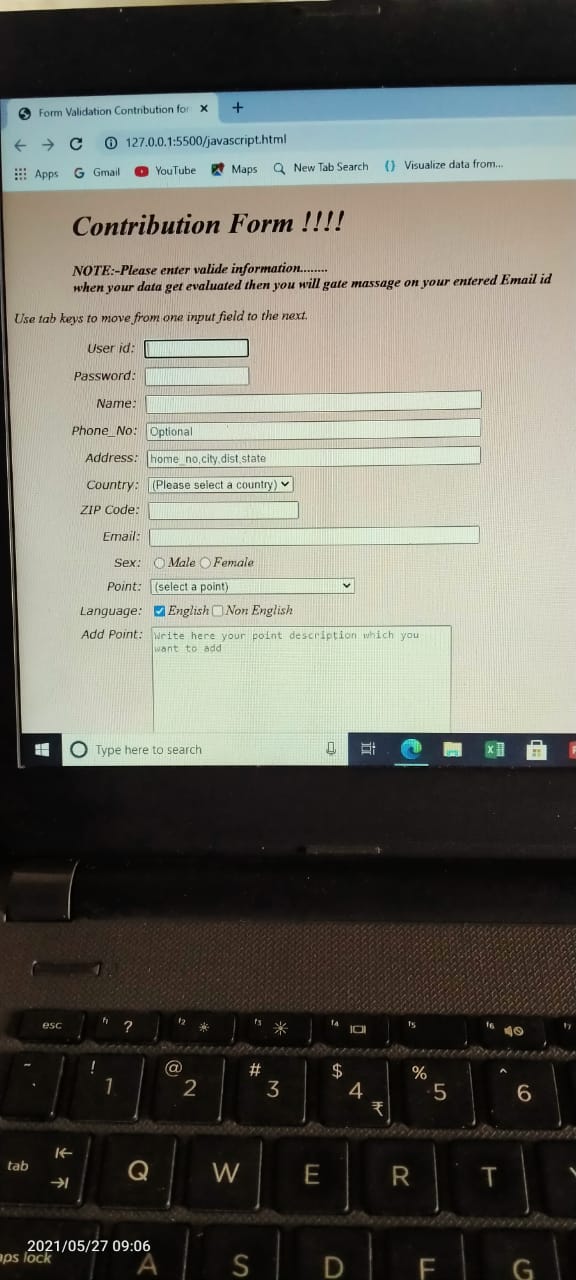 Form Validation Contribution for
127.0.0.1:5500/javascript.html
Apps Gmail YouTube Maps New Tab Search Visualize data from...
Contribution Form !!!!
NOTE:-Please enter valide information........
when your data get evaluated then you will gate massage on your entered Email id
Use tab keys to move from one input field to the next.
User id:
Password:
Name:
Phone_No: Optional
Address: home_no,city,dist,state
Country: (Please select a country)
ZIP Code:
Email:
Sex: Male Female
Point: (select a point)
Language: English Non English
Add Point: Write here your point description which you
want to add
Type here to search
esc f1 ? f2 f3 f4 f5 f6 f7
~ ! 1 @ 2 # 3 $ 4 ₹ % 5 ^ 6
tab Q W E R T
2021/05/27 09:06
aps lock A S D F G